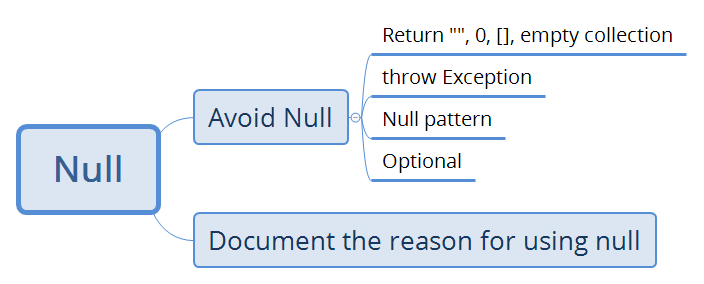 Null
Avoid Null
Return "", 0, [], empty collection
throw Exception
Null pattern
Optional
Document the reason for using null